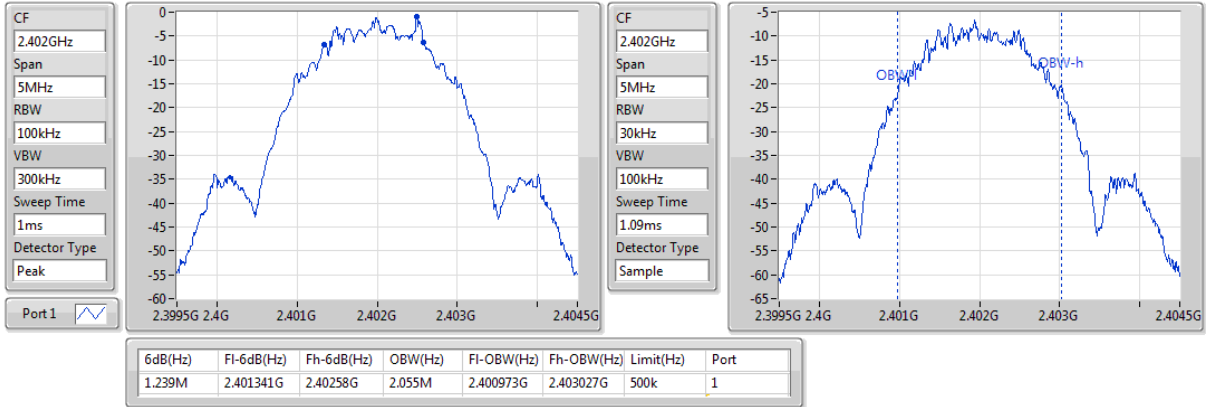 CF
2.402GHz
Span
5MHz
RBW
100kHz
VBW
300kHz
Sweep Time
1ms
Detector Type
Peak
Port 1
0-
-5-
-10-
-15-
-20-
-25-
-30-
-35-
-40-
-45-
-50-
-55-
-60-
2.3995G 2.4G 2.401G 2.402G 2.403G 2.4045G
CF
2.402GHz
Span
5MHz
RBW
30kHz
VBW
100kHz
Sweep Time
1.09ms
Detector Type
Sample
-5-
-10-
-15-
-20-
-25-
-30-
-35-
-40-
-45-
-50-
-55-
-60-
-65-
OBW-h
2.3995G 2.4G 2.401G 2.402G 2.403G 2.4045G
6dB(Hz) Fl-6dB(Hz) Fh-6dB(Hz) OBW(Hz) Fl-OBW(Hz) Fh-OBW(Hz) Limit(Hz) Port
1.239M 2.401341G 2.40258G 2.055M 2.400973G 2.403027G 500k 1